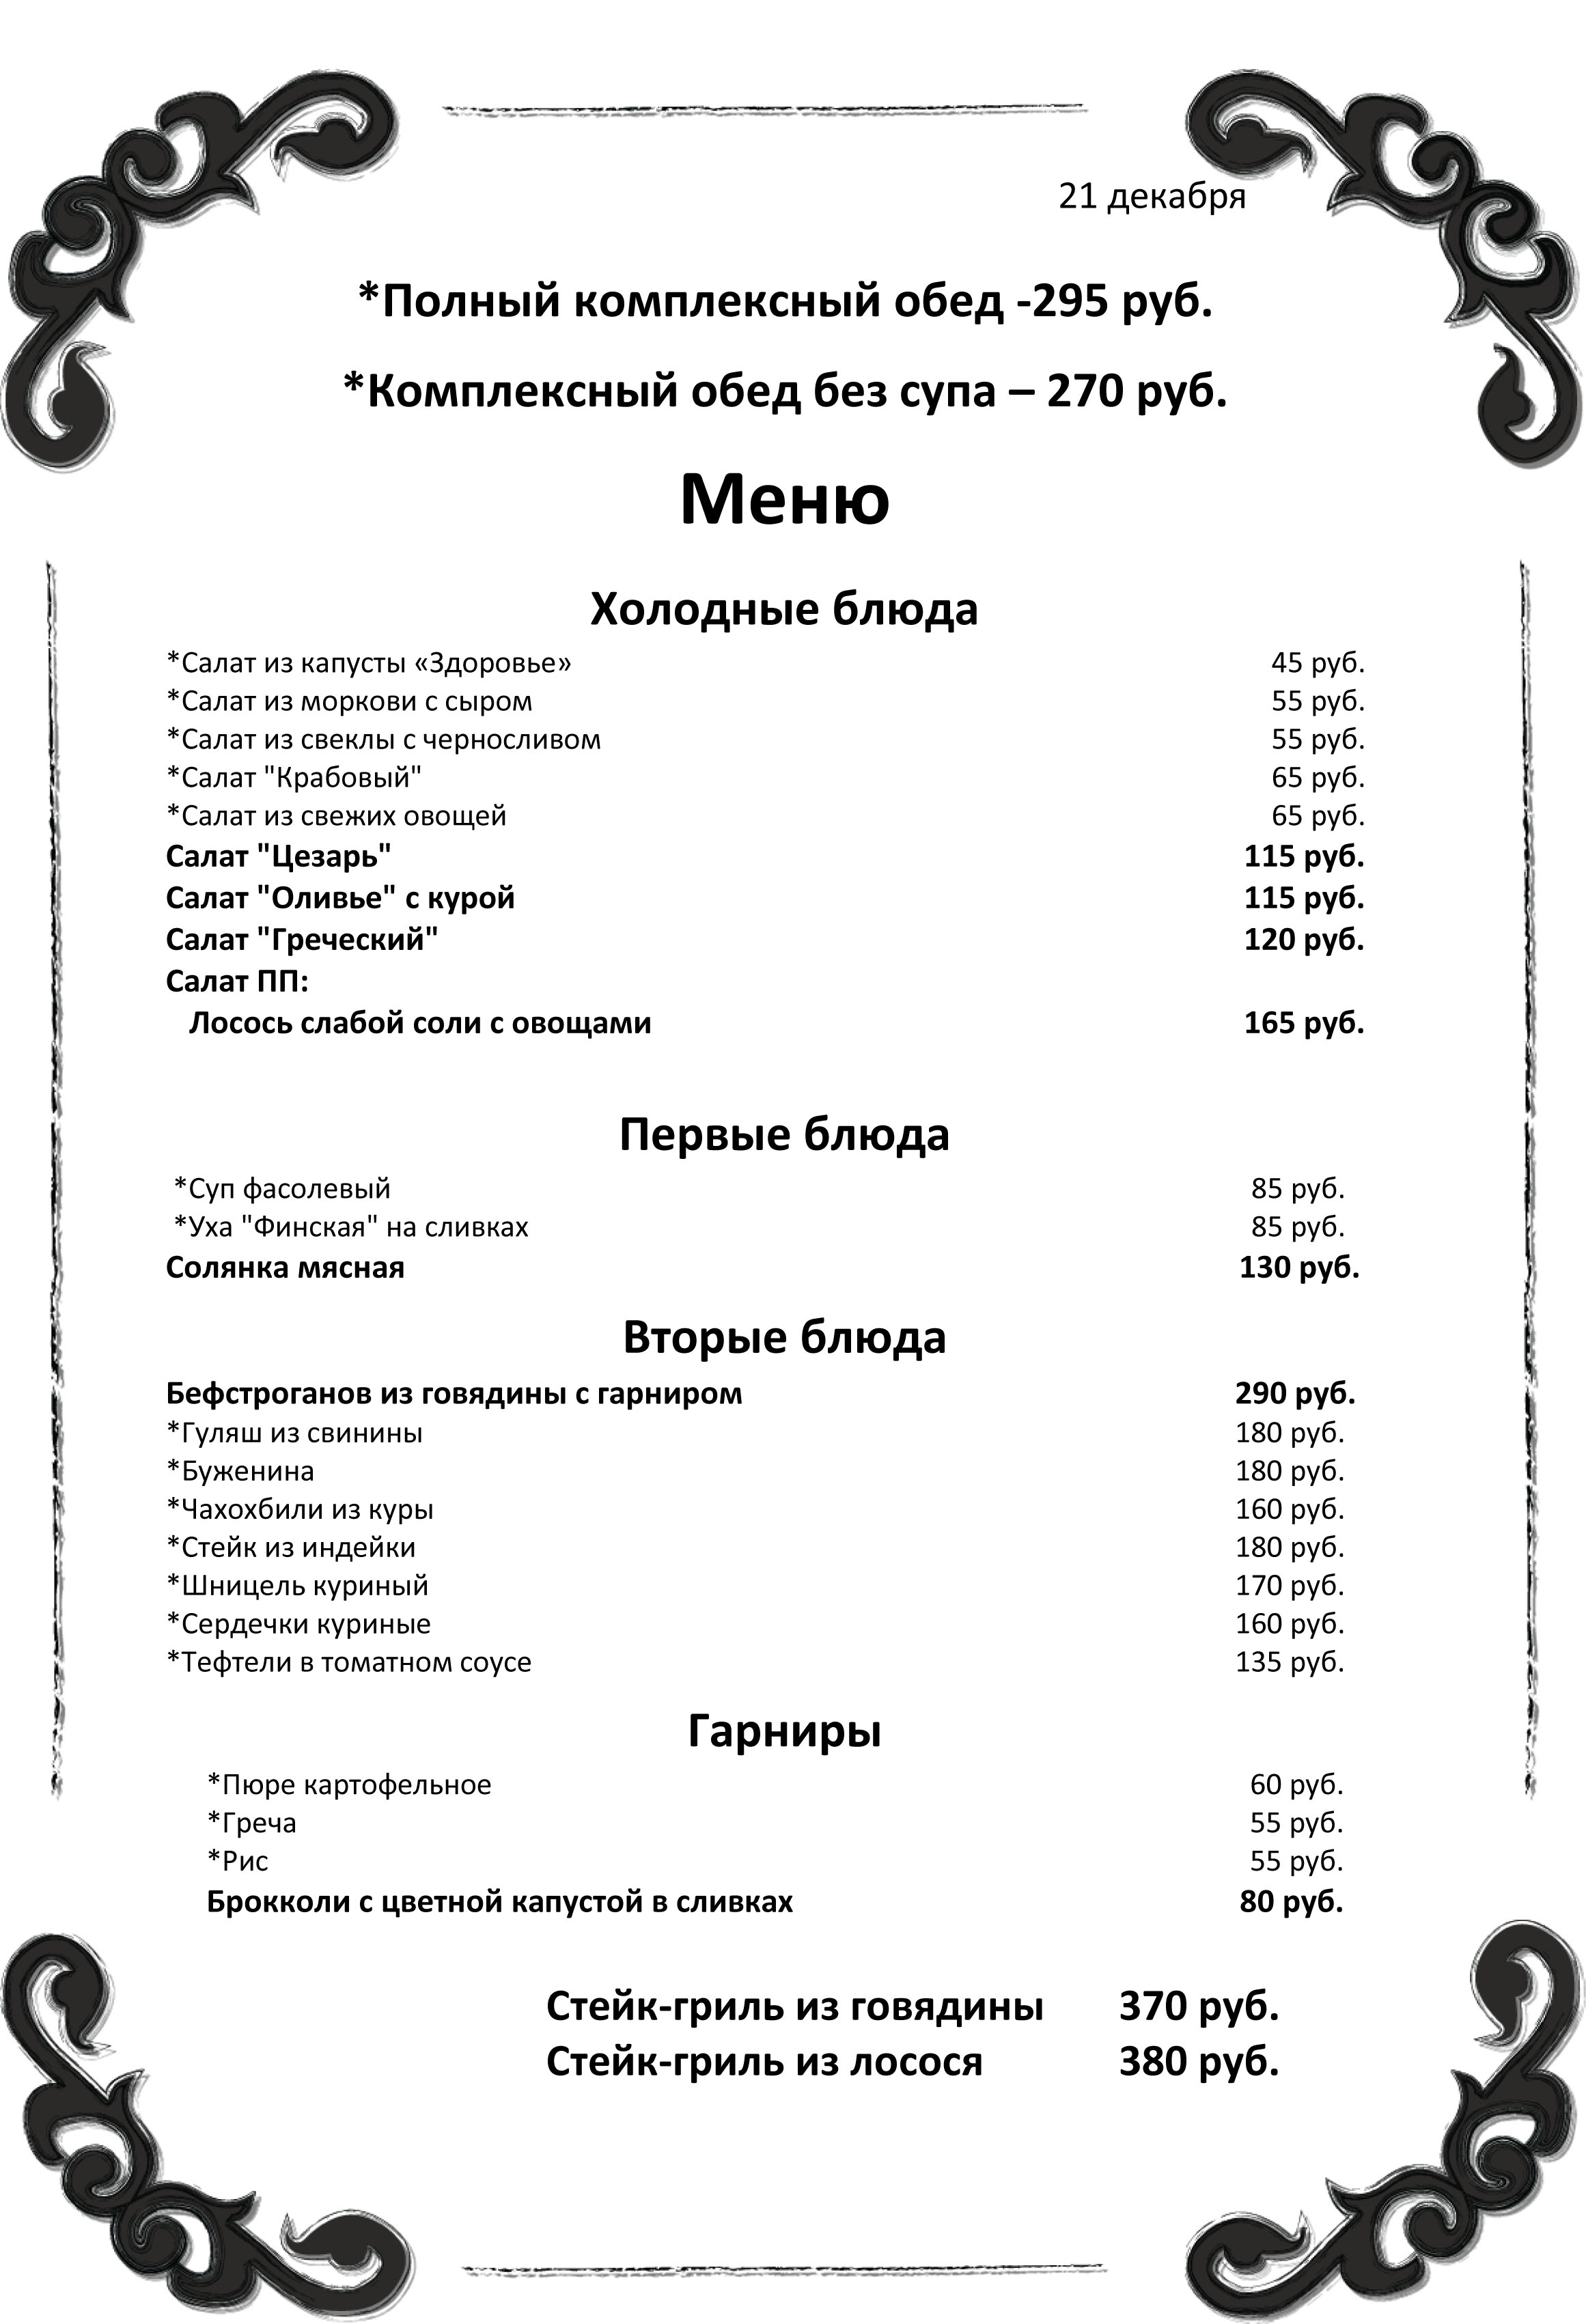 21 декабря
*Полный комплексный обед -295 руб.
*Комплексный обед без супа – 270 руб.
Меню
Холодные блюда
*Салат из капусты «Здоровье» 45 руб.
*Салат из моркови с сыром 55 руб.
*Салат из свеклы с черносливом 55 руб.
*Салат "Крабовый" 65 руб.
*Салат из свежих овощей 65 руб.
Салат "Цезарь" 115 руб.
Салат "Оливье" с курой 115 руб.
Салат "Греческий" 120 руб.
Салат ПП:
Лосось слабой соли с овощами 165 руб.
Первые блюда
*Суп фасолевый 85 руб.
*Уха "Финская" на сливках 85 руб.
Солянка мясная 130 руб.
Вторые блюда
Бефстроганов из говядины с гарниром 290 руб.
*Гуляш из свинины 180 руб.
*Буженина 180 руб.
*Чахохбили из куры 160 руб.
*Стейк из индейки 180 руб.
*Шницель куриный 170 руб.
*Сердечки куриные 160 руб.
*Тефтели в томатном соусе 135 руб.
Гарниры
*Пюре картофельное 60 руб.
*Греча 55 руб.
*Рис 55 руб.
Брокколи с цветной капустой в сливках 80 руб.
Стейк-гриль из говядины 370 руб.
Стейк-гриль из лосося 380 руб.